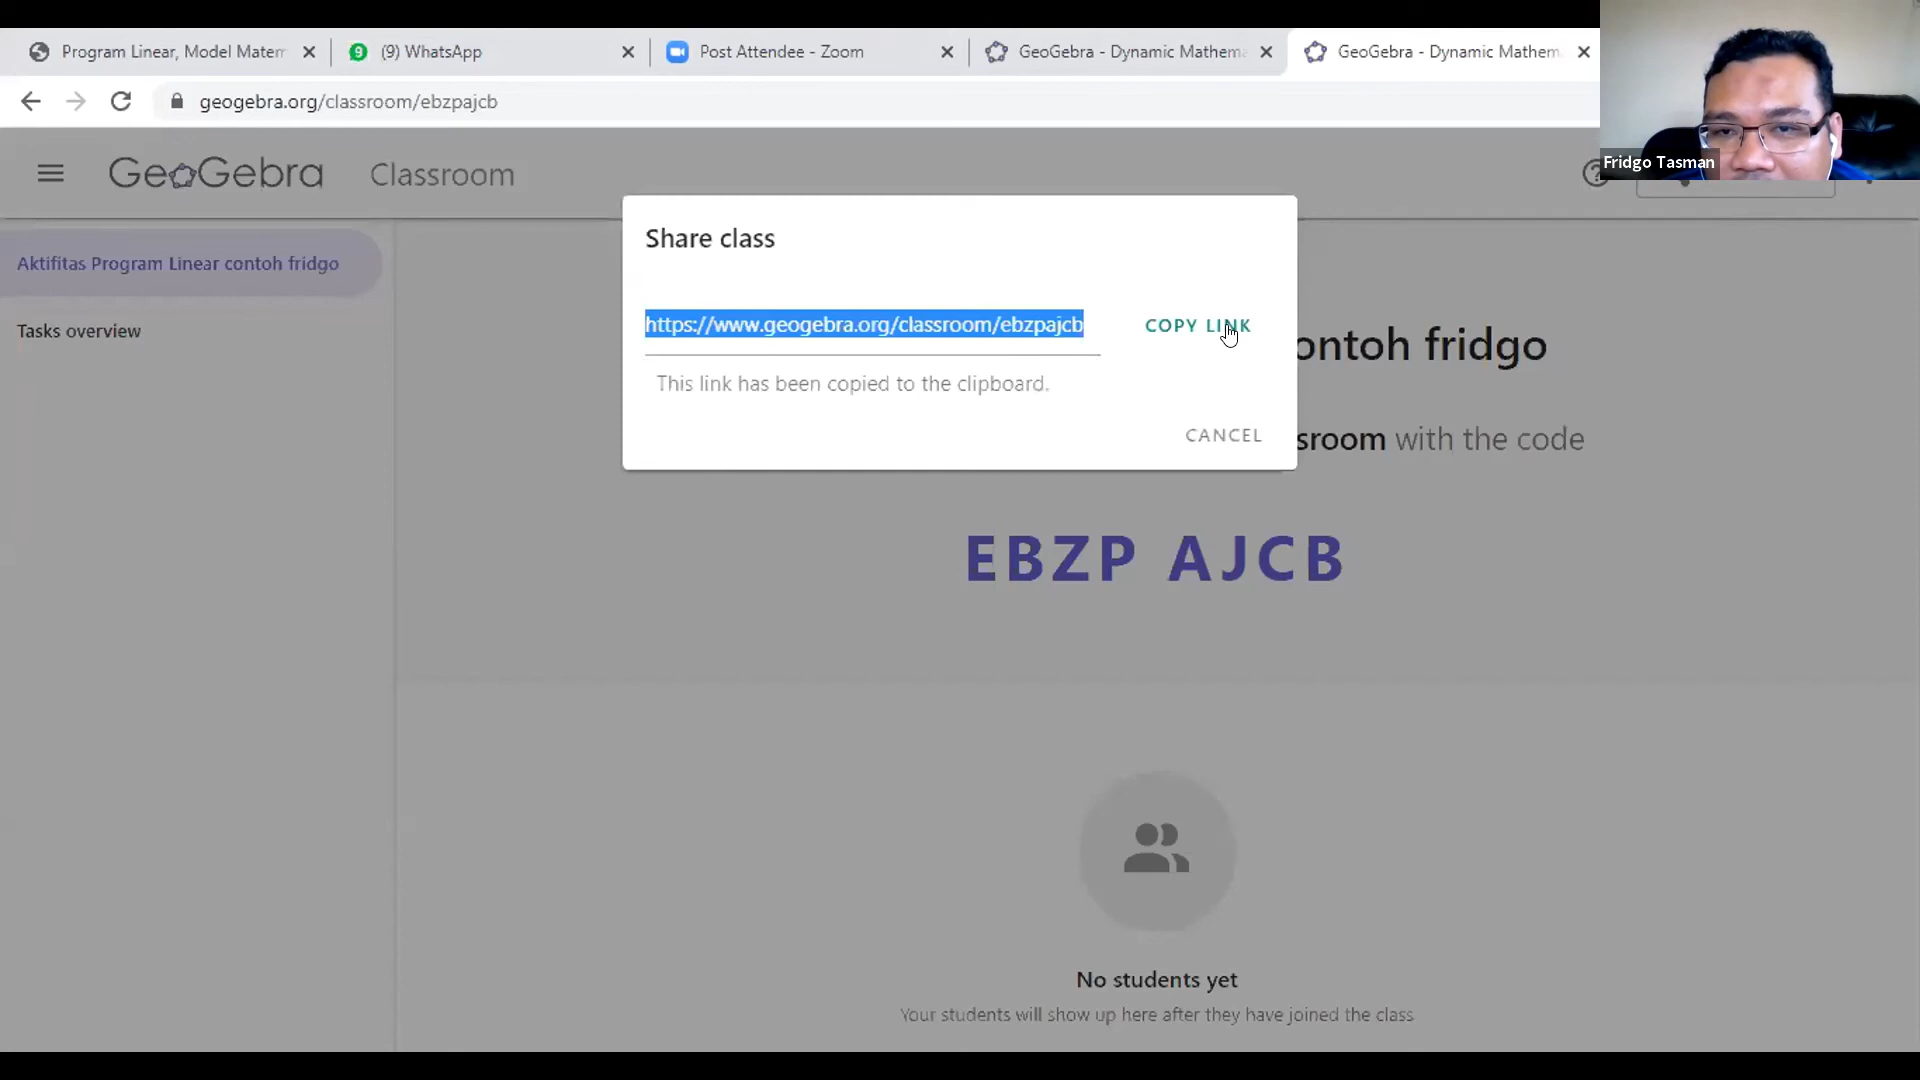 Program Linear, Model Matem
(9) WhatsApp
Post Attendee - Zoom
GeoGebra - Dynamic Mathema
GeoGebra - Dynamic Mathem
geogebra.org/classroom/ebzpajcb
Fridgo Tasman
GeoGebra Classroom
Share class
Aktifitas Program Linear contoh fridgo
https://www.geogebra.org/classroom/ebzpajcb
COPY LINK
Tasks overview
ontoh fridgo
This link has been copied to the clipboard.
CANCEL
sroom with the code
EBZP AJCB
No students yet
Your students will show up here after they have joined the class